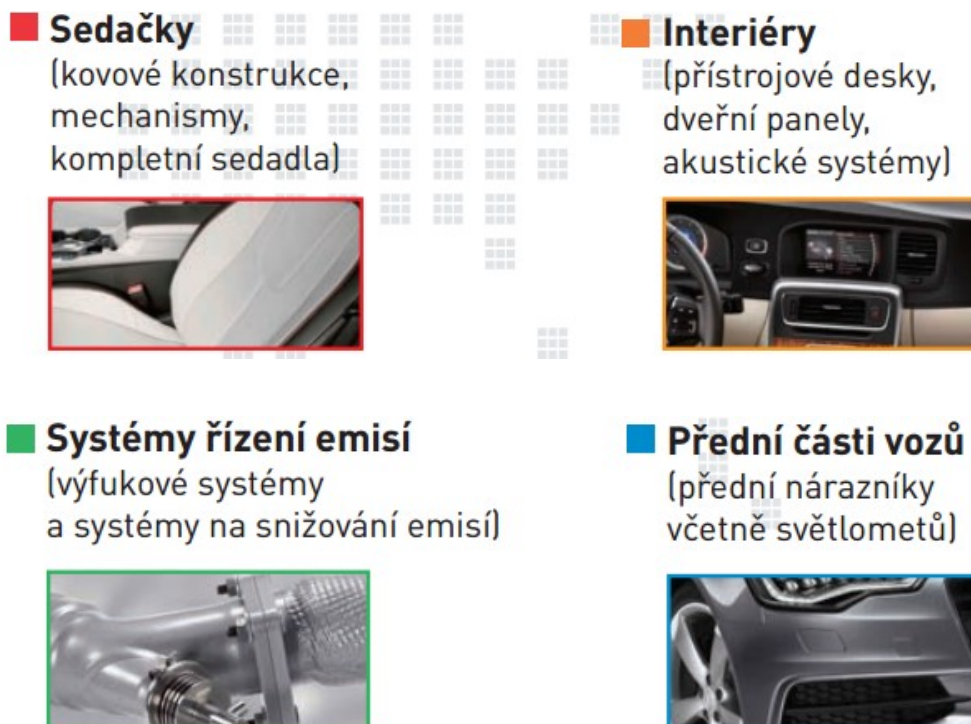 Sedačky
(kovové konstrukce,
mechanismy,
kompletní sedadla)
Interiéry
(přístrojové desky,
dveřní panely,
akustické systémy)
Systémy řízení emisí
(výfukové systémy
a systémy na snižování emisí)
Přední části vozů
(přední nárazníky
včetně světlometů)